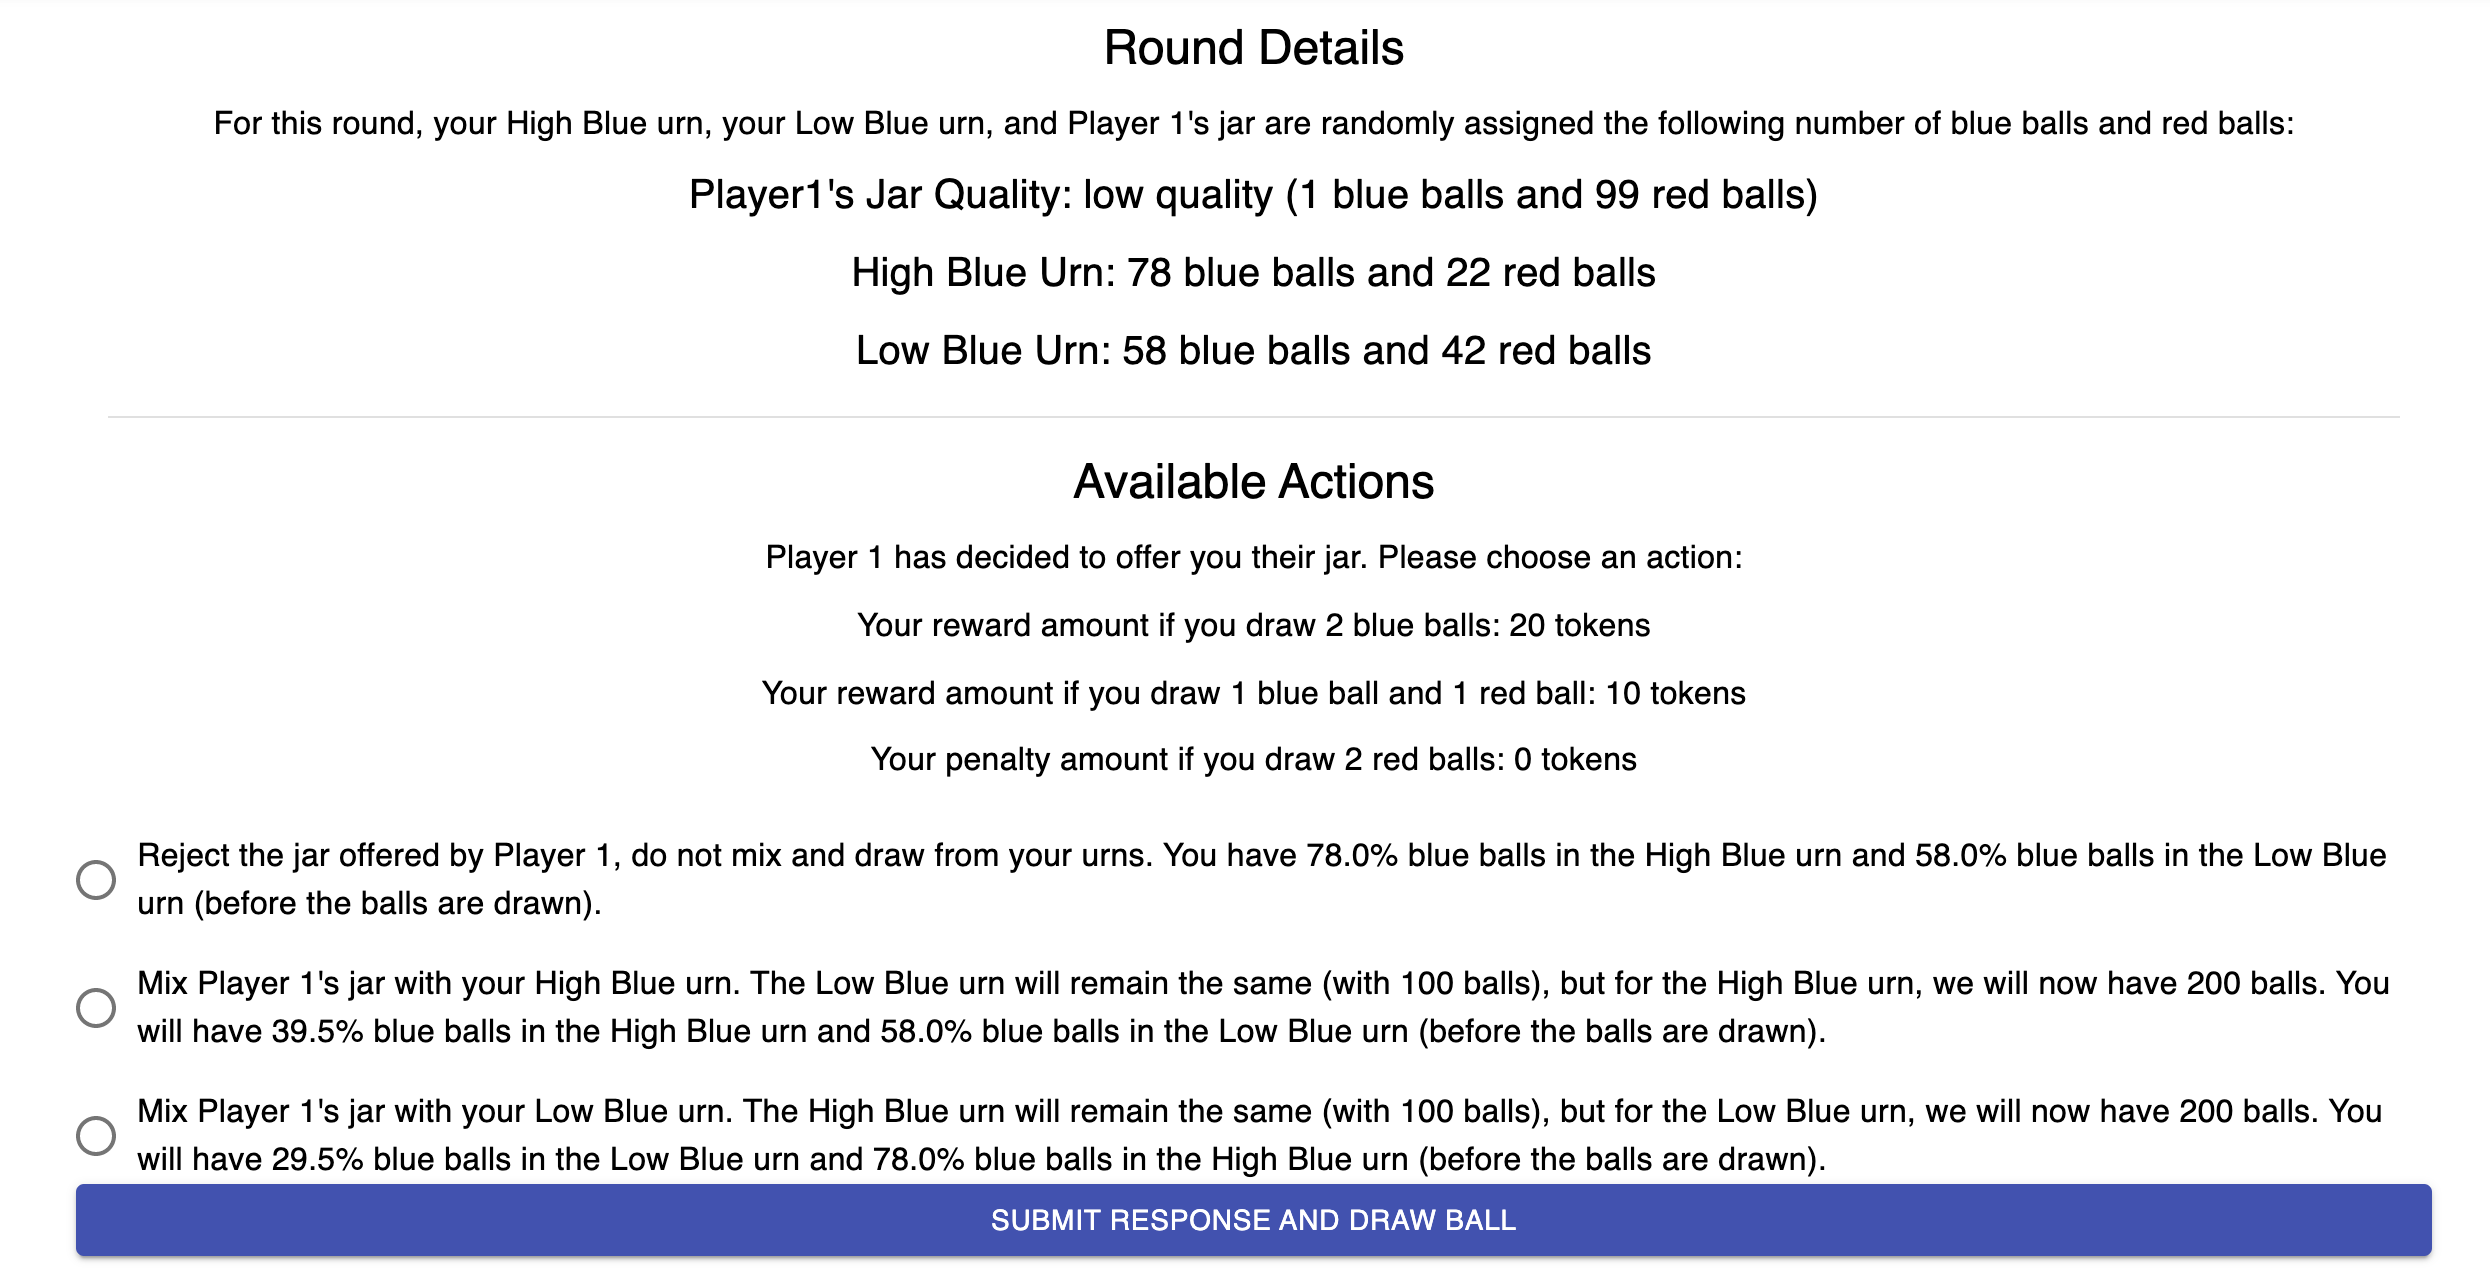 Round Details
For this round, your High Blue urn, your Low Blue urn, and Player 1's jar are randomly assigned the following number of blue balls and red balls:
Player1's Jar Quality: low quality (1 blue balls and 99 red balls)
High Blue Urn: 78 blue balls and 22 red balls
Low Blue Urn: 58 blue balls and 42 red balls
Available Actions
Player 1 has decided to offer you their jar. Please choose an action:
Your reward amount if you draw 2 blue balls: 20 tokens
Your reward amount if you draw 1 blue ball and 1 red ball: 10 tokens
Your penalty amount if you draw 2 red balls: 0 tokens
Reject the jar offered by Player 1, do not mix and draw from your urns. You have 78.0% blue balls in the High Blue urn and 58.0% blue balls in the Low Blue
urn (before the balls are drawn).
Mix Player 1's jar with your High Blue urn. The Low Blue urn will remain the same (with 100 balls), but for the High Blue urn, we will now have 200 balls. You
will have 39.5% blue balls in the High Blue urn and 58.0% blue balls in the Low Blue urn (before the balls are drawn).
Mix Player 1's jar with your Low Blue urn. The High Blue urn will remain the same (with 100 balls), but for the Low Blue urn, we will now have 200 balls. You
will have 29.5% blue balls in the Low Blue urn and 78.0% blue balls in the High Blue urn (before the balls are drawn).
SUBMIT RESPONSE AND DRAW BALL